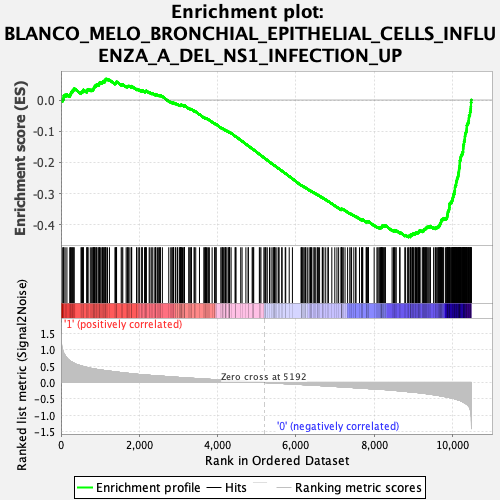 Enrichment plot:
BLANCO_MELO_BRONCHIAL_EPITHELIAL_CELLS_INFLU
ENZA_A_DEL_NS1_INFECTION_UP
Enrichment score (ES)
0.0
-0.1
-0.2
-0.3
-0.4
'1' (positively correlated)
Ranked list metric (Signal2Noise)
1.5
1.0
0.5
0.0
-0.5
-1.0
-1.5
Zero cross at 5192
'0' (negatively correlated)
0
2,000
4,000
6,000
8,000
10,000
Rank in Ordered Dataset
Enrichment profile
Hits
Ranking metric scores